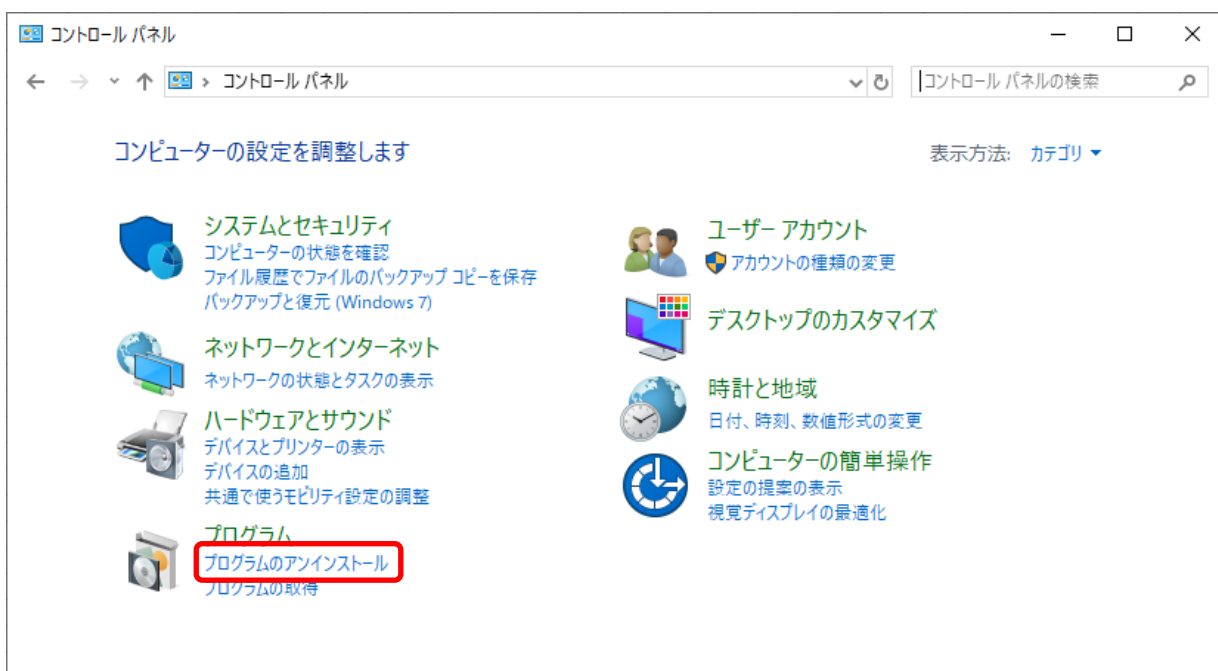 コントロール パネル
コントロール パネル
コントロール パネルの検索
コンピューターの設定を調整します
表示方法: カテゴリ
システムとセキュリティ
コンピューターの状態を確認
ファイル履歴でファイルのバックアップ コピーを保存
バックアップと復元 (Windows 7)
ネットワークとインターネット
ネットワークの状態とタスクの表示
ハードウェアとサウンド
デバイスとプリンターの表示
デバイスの追加
共通で使うモビリティ設定の調整
プログラム
プログラムのアンインストール
プログラムの取得
ユーザー アカウント
アカウントの種類の変更
デスクトップのカスタマイズ
時計と地域
日付、時刻、数値形式の変更
コンピューターの簡単操作
設定の提案の表示
視覚ディスプレイの最適化